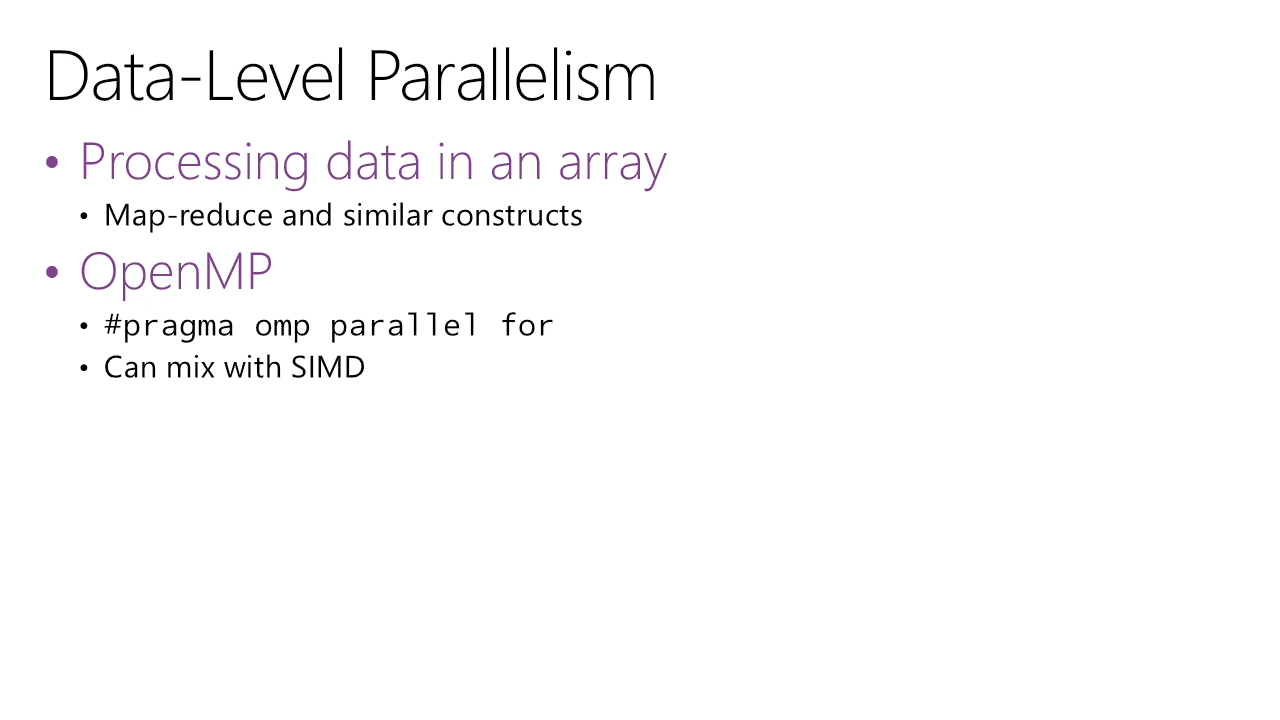 Data-Level Parallelism
• Processing data in an array
• Map-reduce and similar constructs
• OpenMP
• #pragma omp parallel for
• Can mix with SIMD